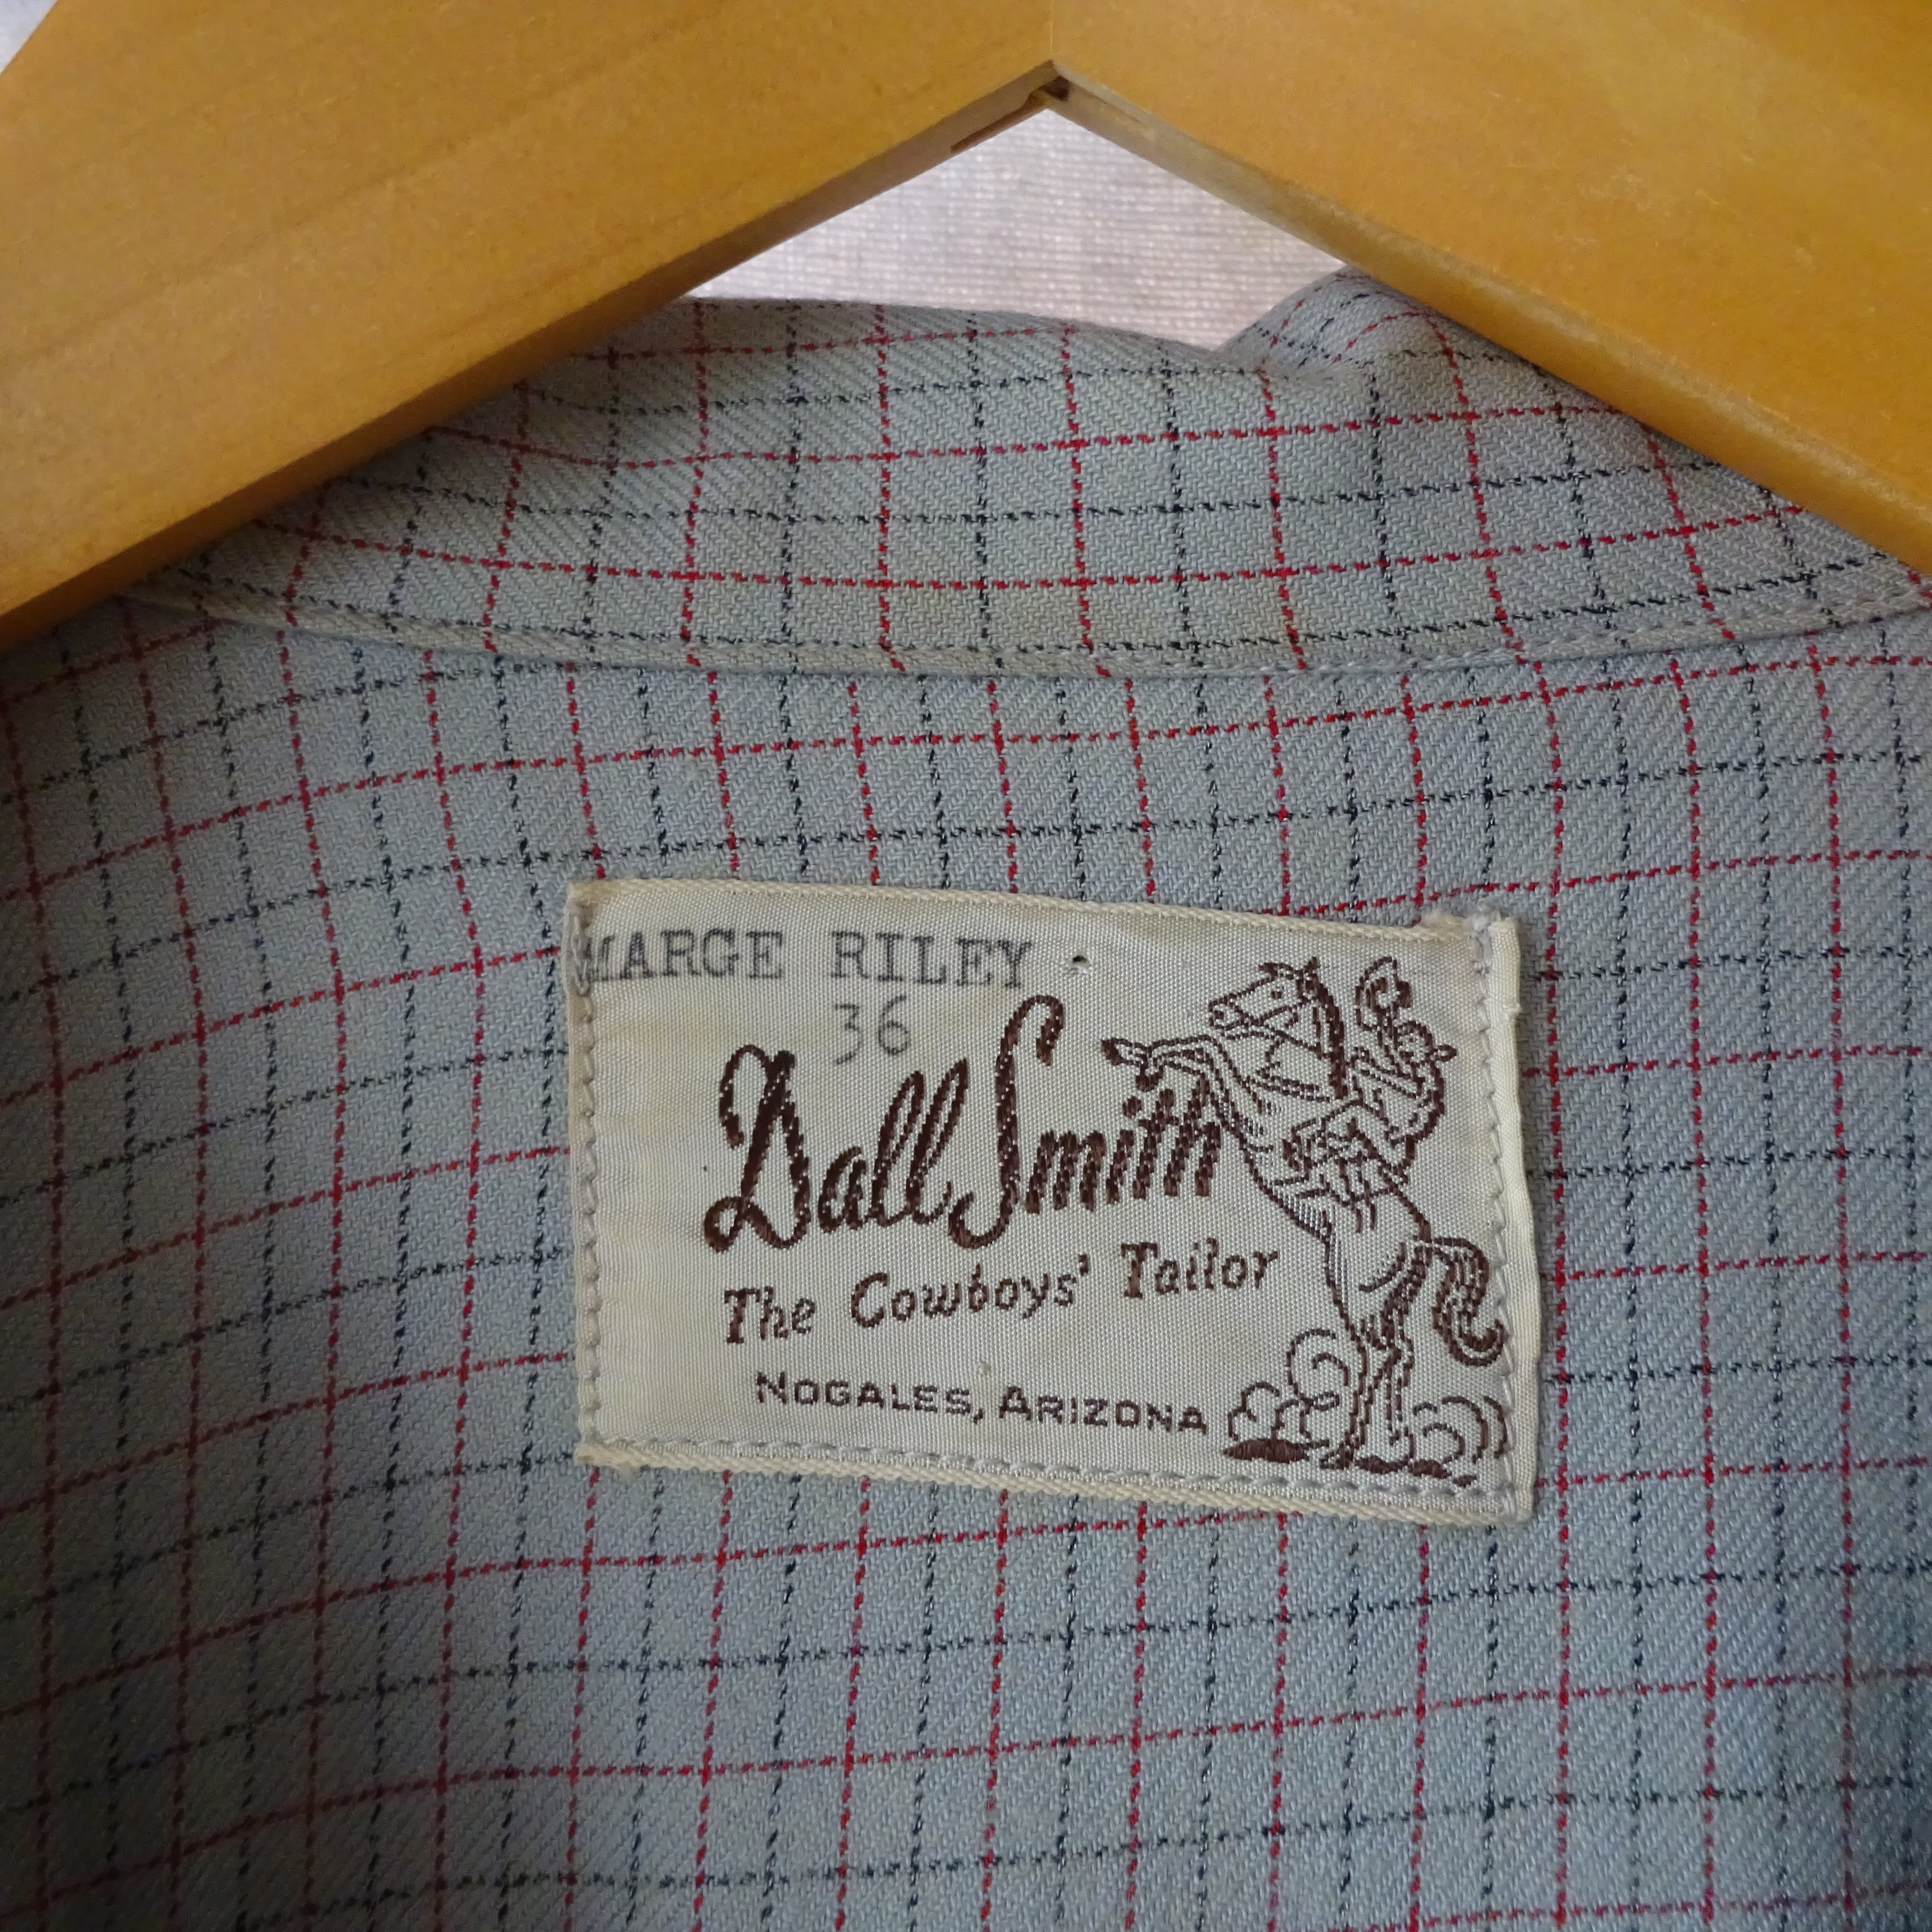 MARGE RILEY
36
Dall Smith
The Cowboys' Tailor
NOGALES, ARIZONA